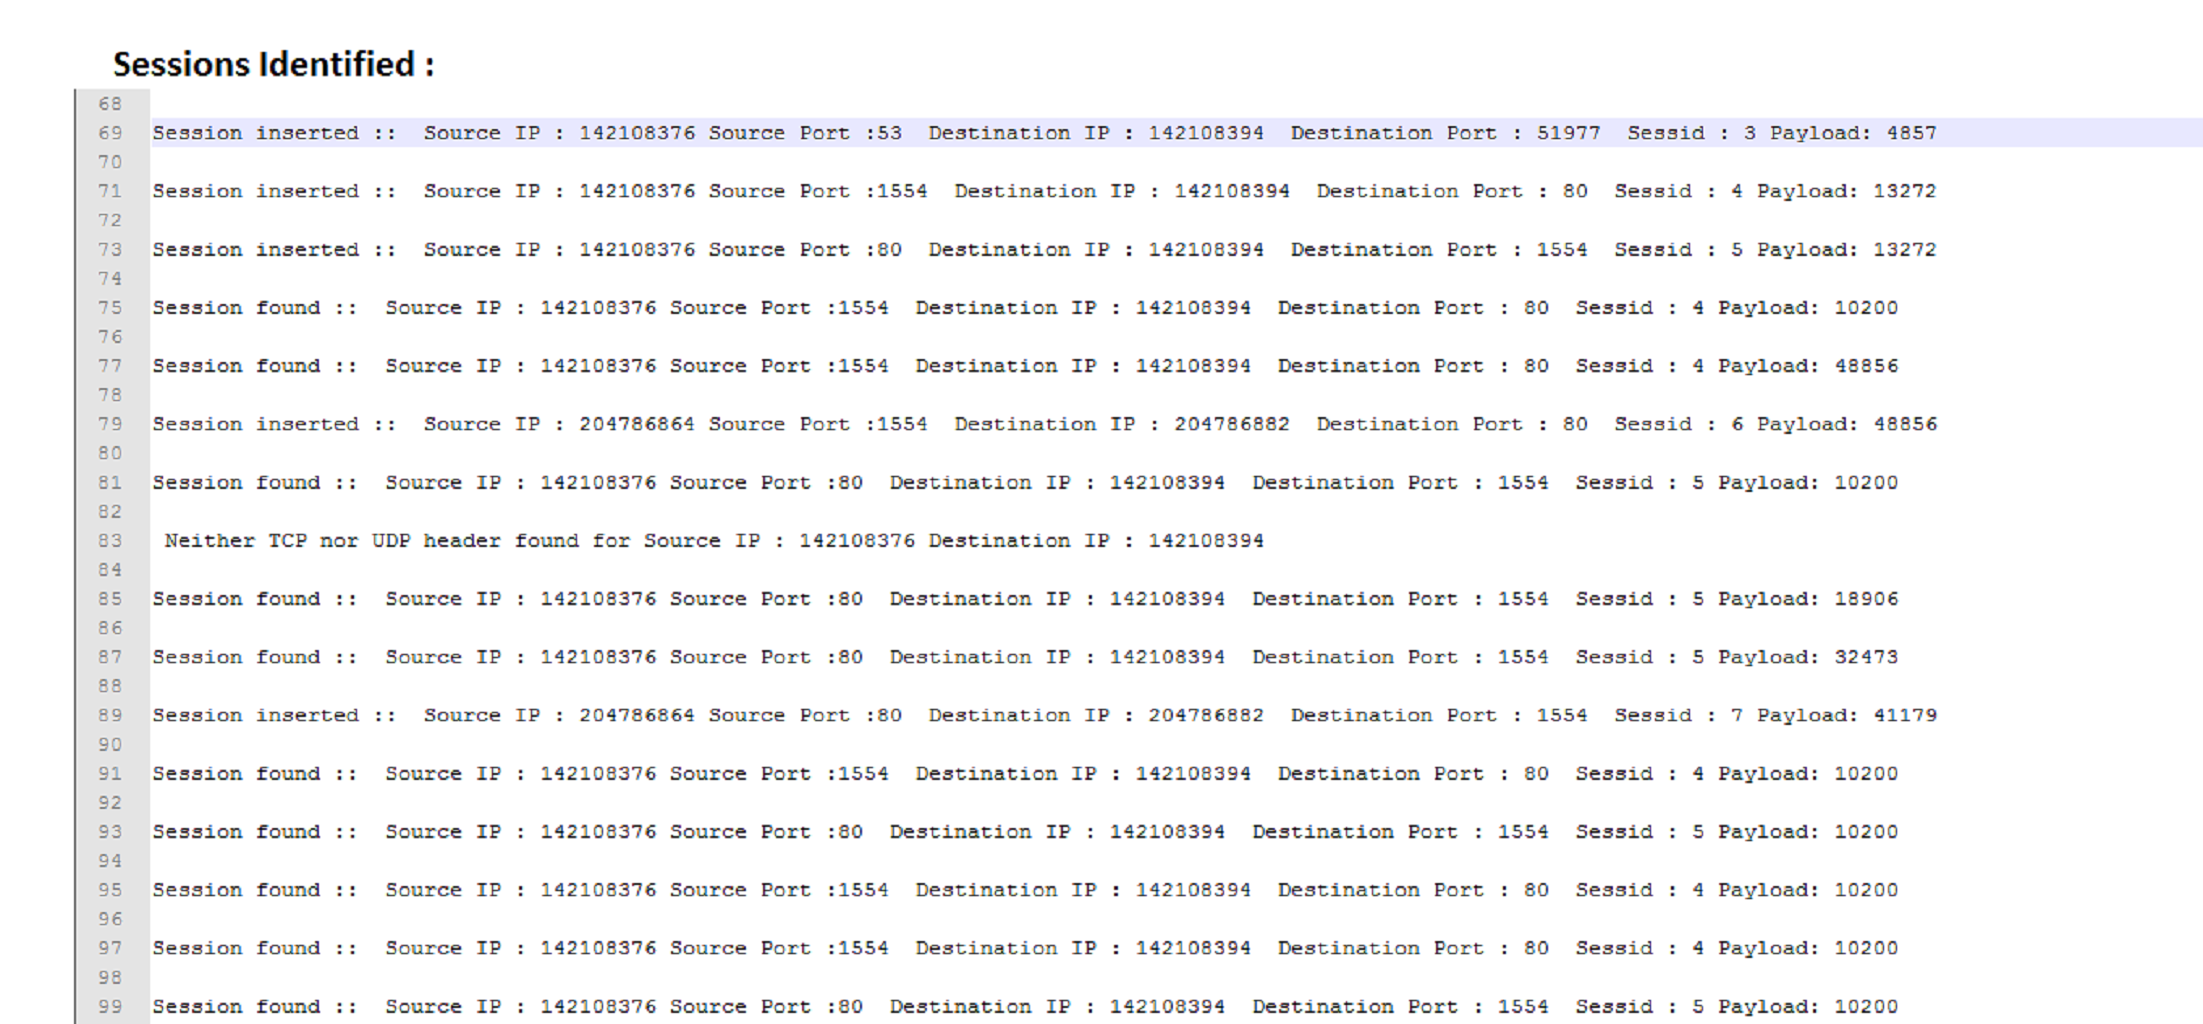 Sessions Identified :
68
69 Session inserted :: Source IP : 142108376 Source Port :53 Destination IP : 142108394 Destination Port : 51977 Sessid : 3 Payload: 4857
70
71 Session inserted :: Source IP : 142108376 Source Port :1554 Destination IP : 142108394 Destination Port : 80 Sessid : 4 Payload: 13272
72
73 Session inserted :: Source IP : 142108376 Source Port :80 Destination IP : 142108394 Destination Port : 1554 Sessid : 5 Payload: 13272
74
75 Session found :: Source IP : 142108376 Source Port :1554 Destination IP : 142108394 Destination Port : 80 Sessid : 4 Payload: 10200
76
77 Session found :: Source IP : 142108376 Source Port :1554 Destination IP : 142108394 Destination Port : 80 Sessid : 4 Payload: 48856
78
79 Session inserted :: Source IP : 204786864 Source Port :1554 Destination IP : 204786882 Destination Port : 80 Sessid : 6 Payload: 48856
80
81 Session found :: Source IP : 142108376 Source Port :80 Destination IP : 142108394 Destination Port : 1554 Sessid : 5 Payload: 10200
82
83 Neither TCP nor UDP header found for Source IP : 142108376 Destination IP : 142108394
84
85 Session found :: Source IP : 142108376 Source Port :80 Destination IP : 142108394 Destination Port : 1554 Sessid : 5 Payload: 18906
86
87 Session found :: Source IP : 142108376 Source Port :80 Destination IP : 142108394 Destination Port : 1554 Sessid : 5 Payload: 32473
88
89 Session inserted :: Source IP : 204786864 Source Port :80 Destination IP : 204786882 Destination Port : 1554 Sessid : 7 Payload: 41179
90
91 Session found :: Source IP : 142108376 Source Port :1554 Destination IP : 142108394 Destination Port : 80 Sessid : 4 Payload: 10200
92
93 Session found :: Source IP : 142108376 Source Port :80 Destination IP : 142108394 Destination Port : 1554 Sessid : 5 Payload: 10200
94
95 Session found :: Source IP : 142108376 Source Port :1554 Destination IP : 142108394 Destination Port : 80 Sessid : 4 Payload: 10200
96
97 Session found :: Source IP : 142108376 Source Port :1554 Destination IP : 142108394 Destination Port : 80 Sessid : 4 Payload: 10200
98
99 Session found :: Source IP : 142108376 Source Port :80 Destination IP : 142108394 Destination Port : 1554 Sessid : 5 Payload: 10200